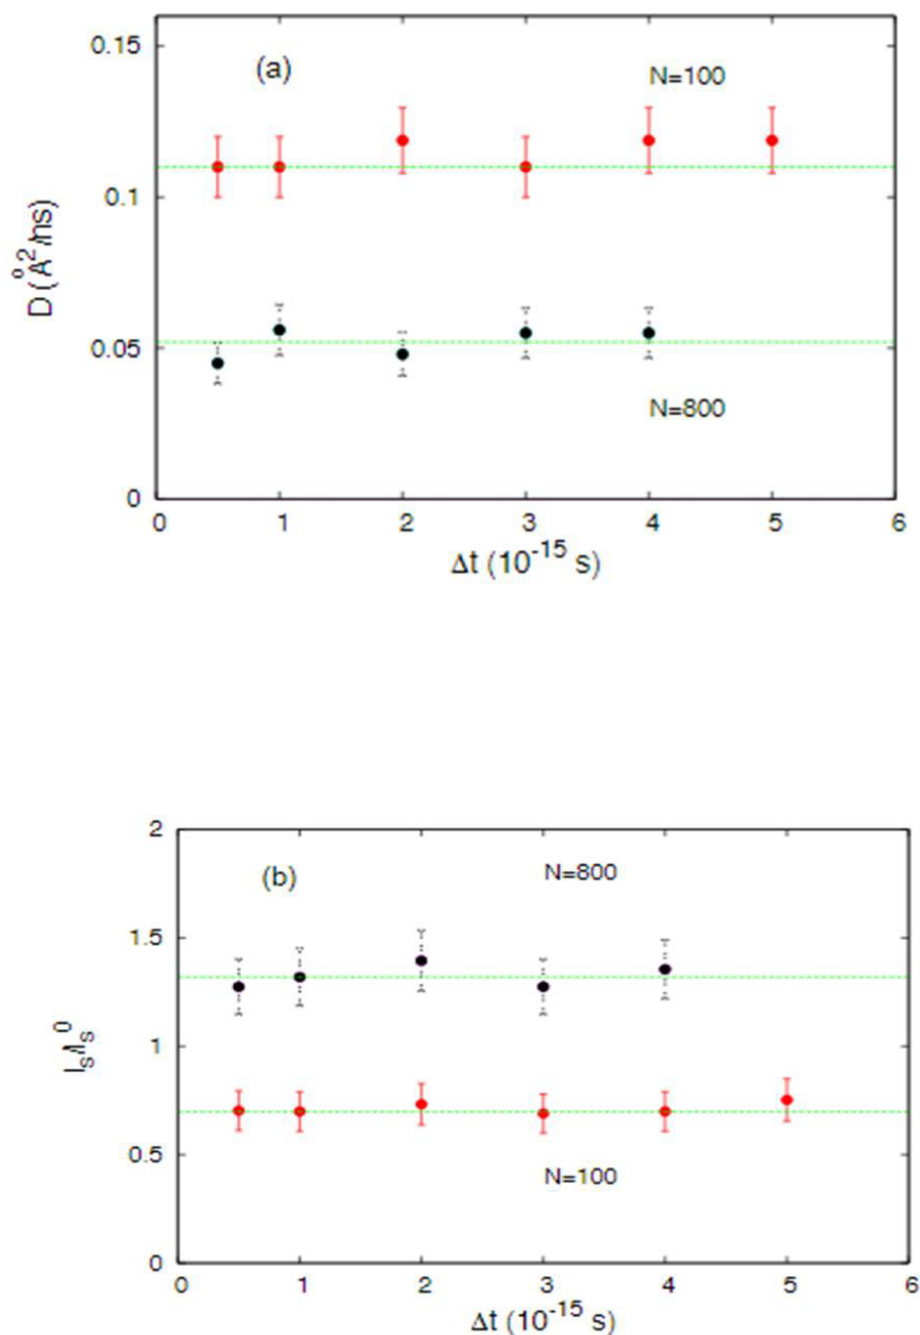 0.15
(a)
N=100
0.1
D (Å²/ns)
0.05
N=800
0
0 1 2 3 4 5 6
Δt (10⁻¹⁵ s)
2
(b)
N=800
1.5
lₛ/lₛ⁰
1
0.5
N=100
0
0 1 2 3 4 5 6
Δt (10⁻¹⁵ s)